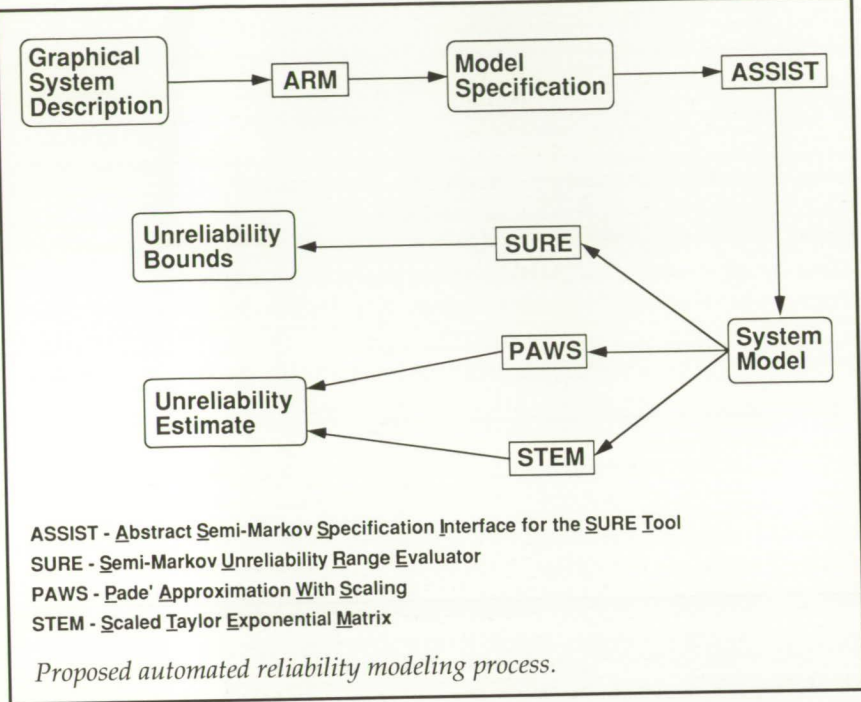 Graphical
System
Description
ARM
Model
Specification
ASSIST
Unreliability
Bounds
SURE
System
Model
PAWS
Unreliability
Estimate
STEM
ASSIST - Abstract Semi-Markov Specification Interface for the SURE Tool
SURE - Semi-Markov Unreliability Range Evaluator
PAWS - Pade' Approximation With Scaling
STEM - Scaled Taylor Exponential Matrix
Proposed automated reliability modeling process.